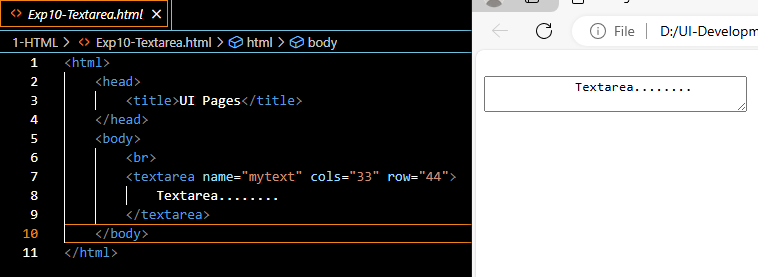 Exp10-Textarea.html
1-HTML > Exp10-Textarea.html > html > body
1 <html>
2 <head>
3 <title>UI Pages</title>
4 </head>
5 <body>
6 <br>
7 <textarea name="mytext" cols="33" row="44">
8 Textarea........
9 </textarea>
10 </body>
11 </html>
File D:/UI-Developm
Textarea........